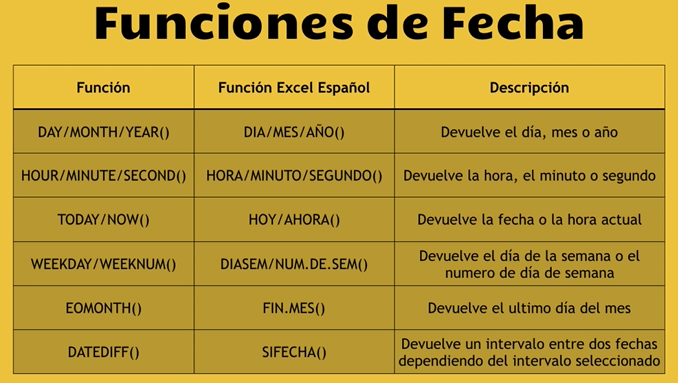 Funciones de Fecha
Función Función Excel Español Descripción
DAY/MONTH/YEAR() DIA/MES/AÑO() Devuelve el día, mes o año
HOUR/MINUTE/SECOND() HORA/MINUTO/SEGUNDO() Devuelve la hora, el minuto o segundo
TODAY/NOW() HOY/AHORA() Devuelve la fecha o la hora actual
WEEKDAY/WEEKNUM() DIASEM/NUM.DE.SEM() Devuelve el día de la semana o el
numero de día de semana
EOMONTH() FIN.MES() Devuelve el ultimo día del mes
DATEDIFF() SIFECHA() Devuelve un intervalo entre dos fechas
dependiendo del intervalo seleccionado